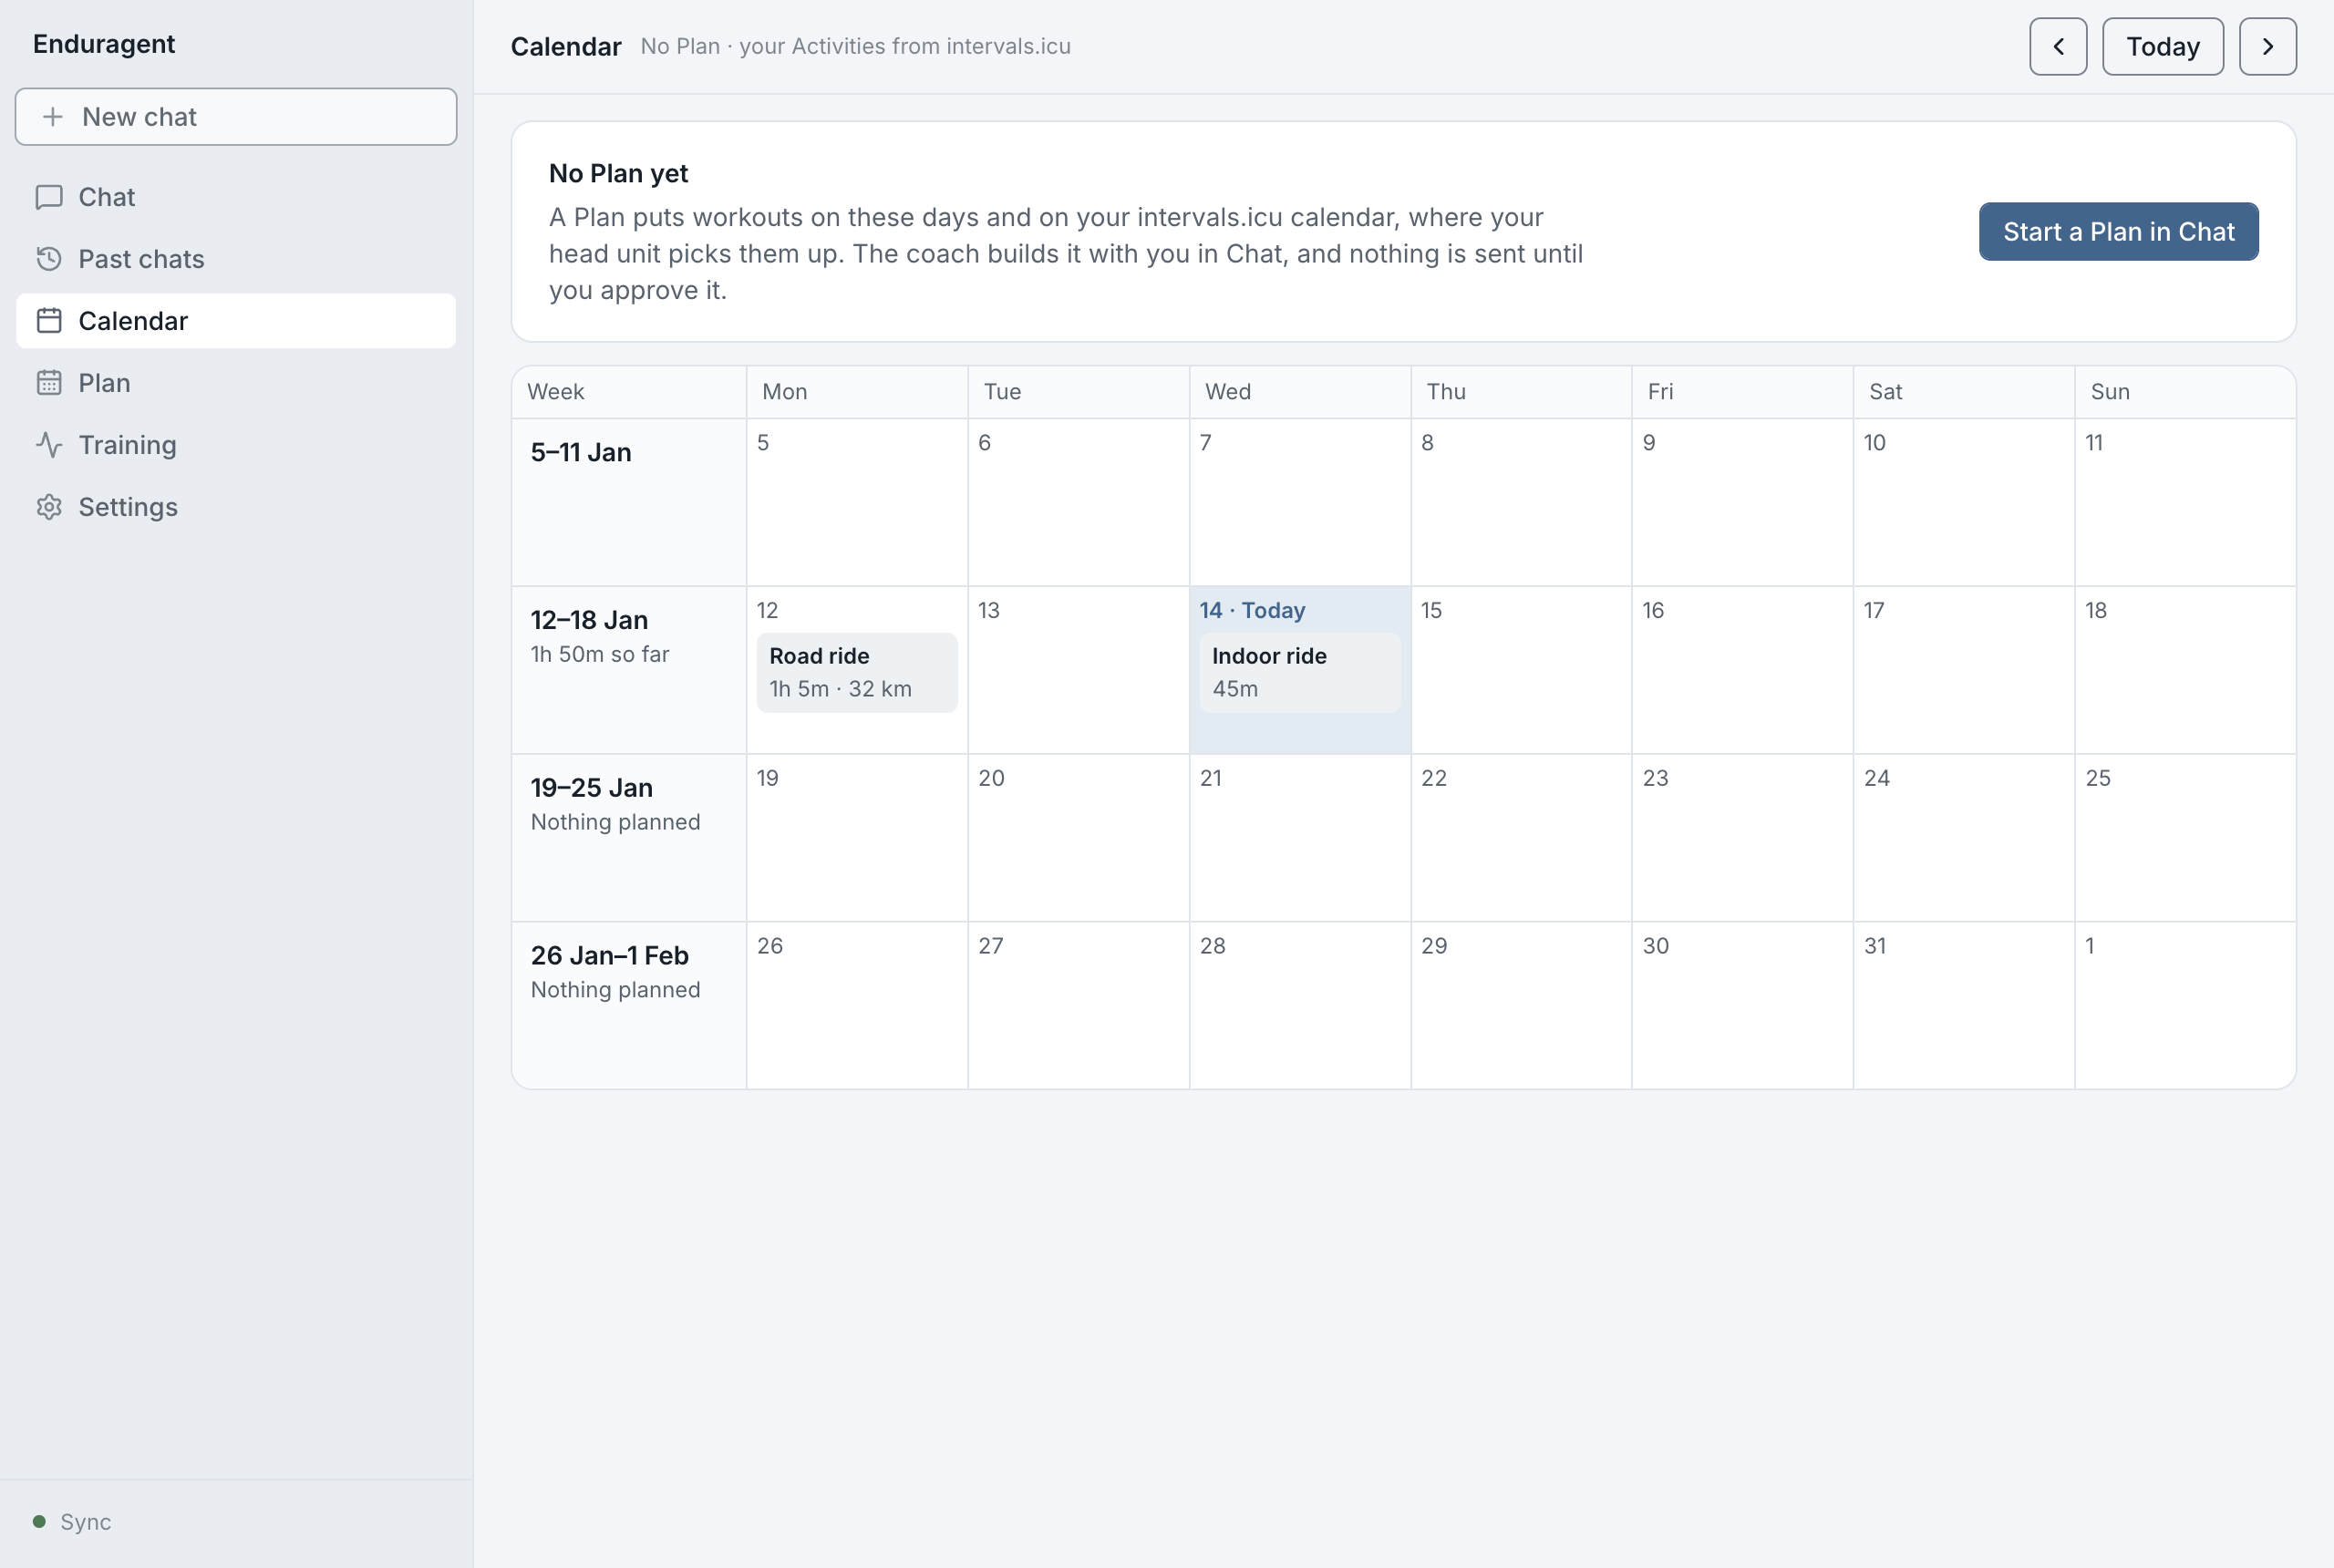 Enduragent
New chat
Chat
Past chats
Calendar
Plan
Training
Settings
Sync
Calendar No Plan · your Activities from intervals.icu
Today
No Plan yet
A Plan puts workouts on these days and on your intervals.icu calendar, where your
head unit picks them up. The coach builds it with you in Chat, and nothing is sent until
you approve it.
Start a Plan in Chat
Week Mon Tue Wed Thu Fri Sat Sun
5–11 Jan 5 6 7 8 9 10 11
12–18 Jan 12 13 14 · Today 15 16 17 18
1h 50m so far
Road ride Indoor ride
1h 5m · 32 km 45m
19–25 Jan 19 20 21 22 23 24 25
Nothing planned
26 Jan–1 Feb 26 27 28 29 30 31 1
Nothing planned